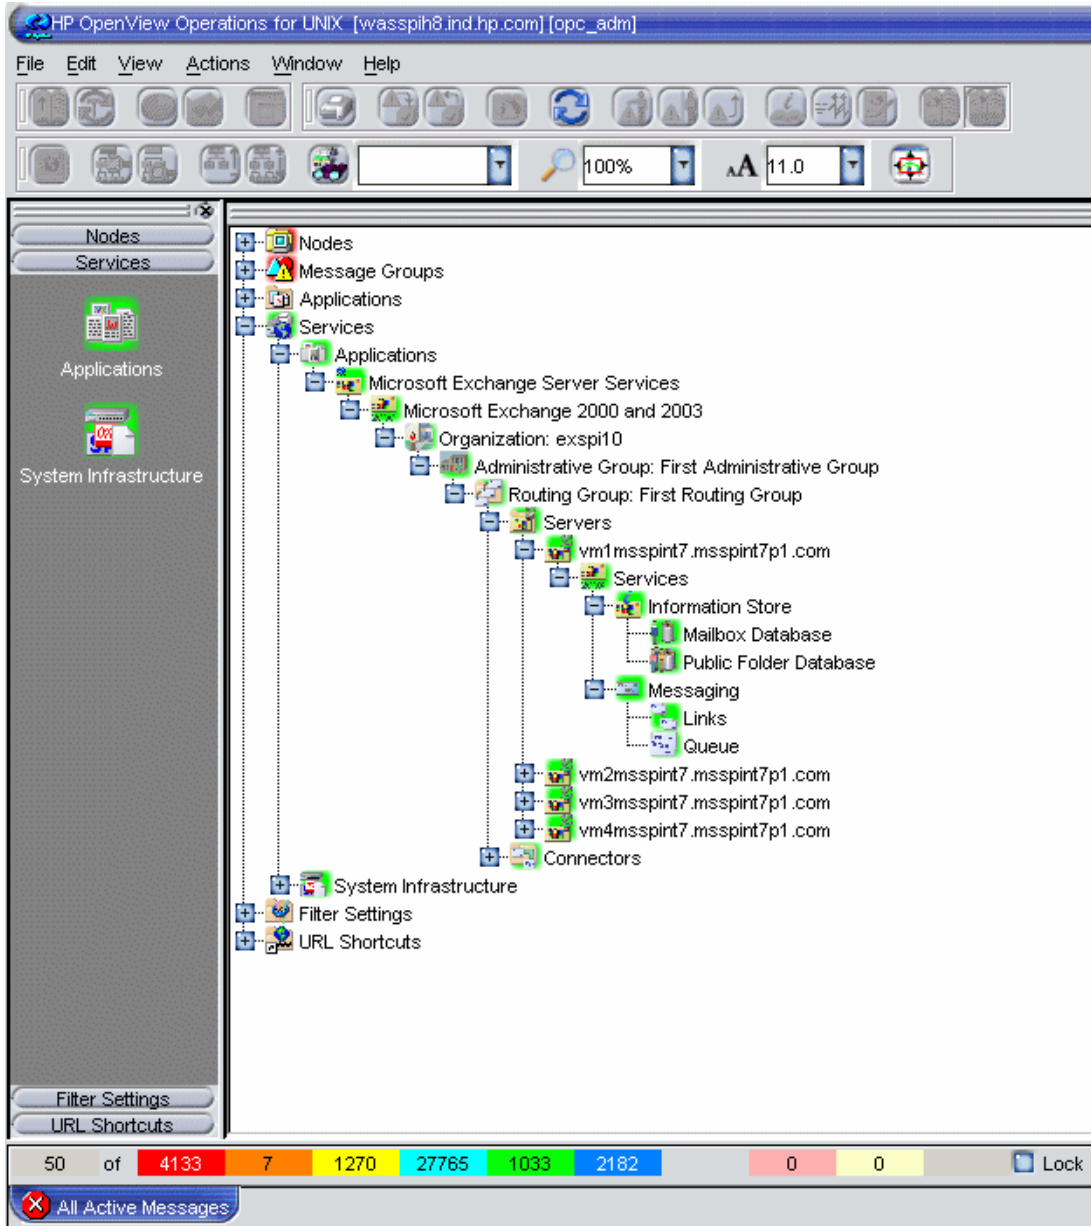 HP OpenView Operations for UNIX [wasspih8.ind.hp.com] [opc_adm]
File Edit View Actions Window Help
100% AA 11.0
Nodes
Services
Applications
System Infrastructure
Filter Settings
URL Shortcuts
Nodes
Message Groups
Applications
Services
Applications
Microsoft Exchange Server Services
Microsoft Exchange 2000 and 2003
Organization: exspi10
Administrative Group: First Administrative Group
Routing Group: First Routing Group
Servers
vm1msspint7.msspint7p1.com
Services
Information Store
Mailbox Database
Public Folder Database
Messaging
Links
Queue
vm2msspint7.msspint7p1.com
vm3msspint7.msspint7p1.com
vm4msspint7.msspint7p1.com
Connectors
System Infrastructure
Filter Settings
URL Shortcuts
50 of 4133 7 1270 27765 1033 2182 0 0 Lock
All Active Messages